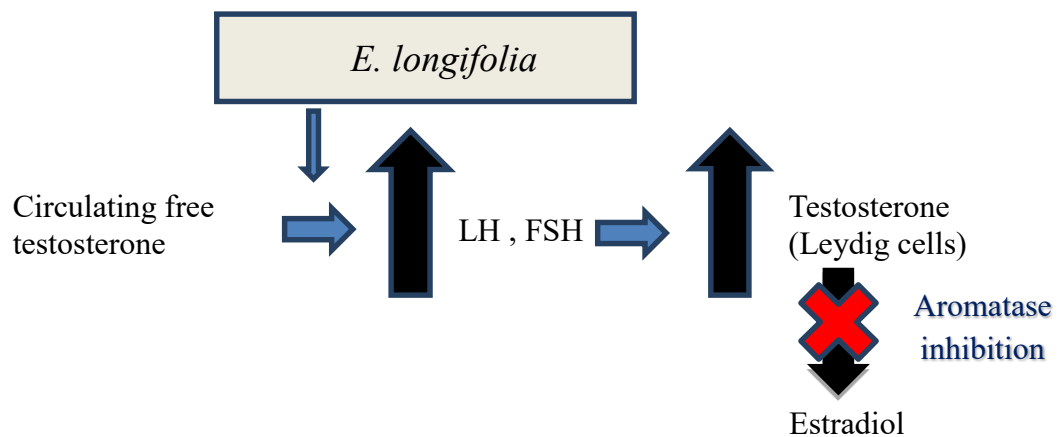 E. longifolia
Circulating free
testosterone
LH , FSH
Testosterone
(Leydig cells)
Aromatase
inhibition
Estradiol